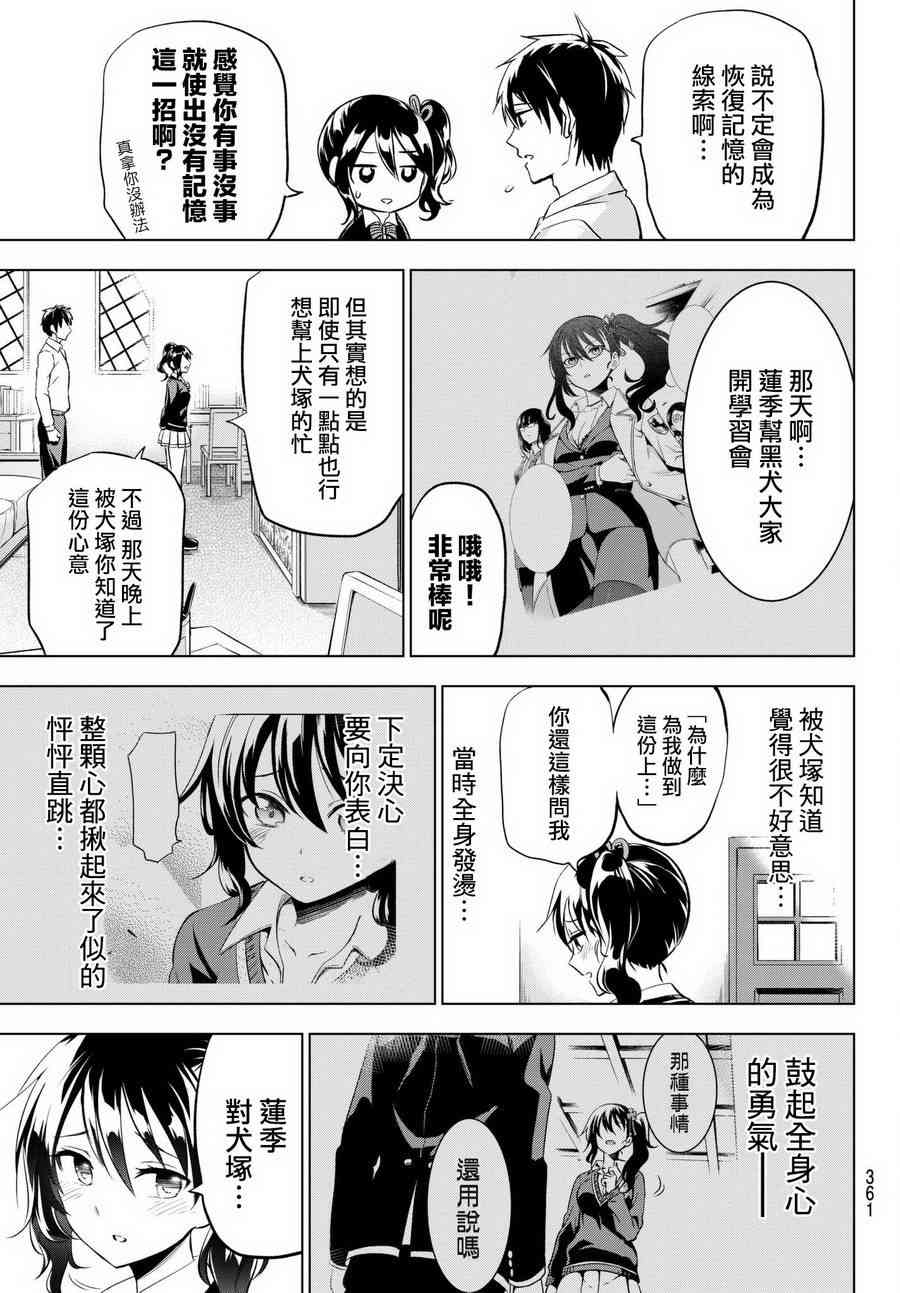 說不定會成為
恢復記憶的
線索啊…
感覺你有事沒事
就使出沒有記憶
這一招啊？
真拿你沒辦法
那天啊…
蓮季幫黑犬大家
開學習會
哦哦！
非常棒呢
但其實想的是
即使只有一點點也行
想幫上犬塚的忙
不過 那天晚上
被犬塚你知道了
這份心意
被犬塚知道
覺得很不好意思…
「為什麼
為我做到
這份上…」
你還這樣問我
當時全身發燙…
下定決心
要向你表白…
整顆心都揪起來了似的
怦怦直跳…
鼓起全身心
的勇氣——
那種事情
還用說嗎
蓮季
對犬塚…
361